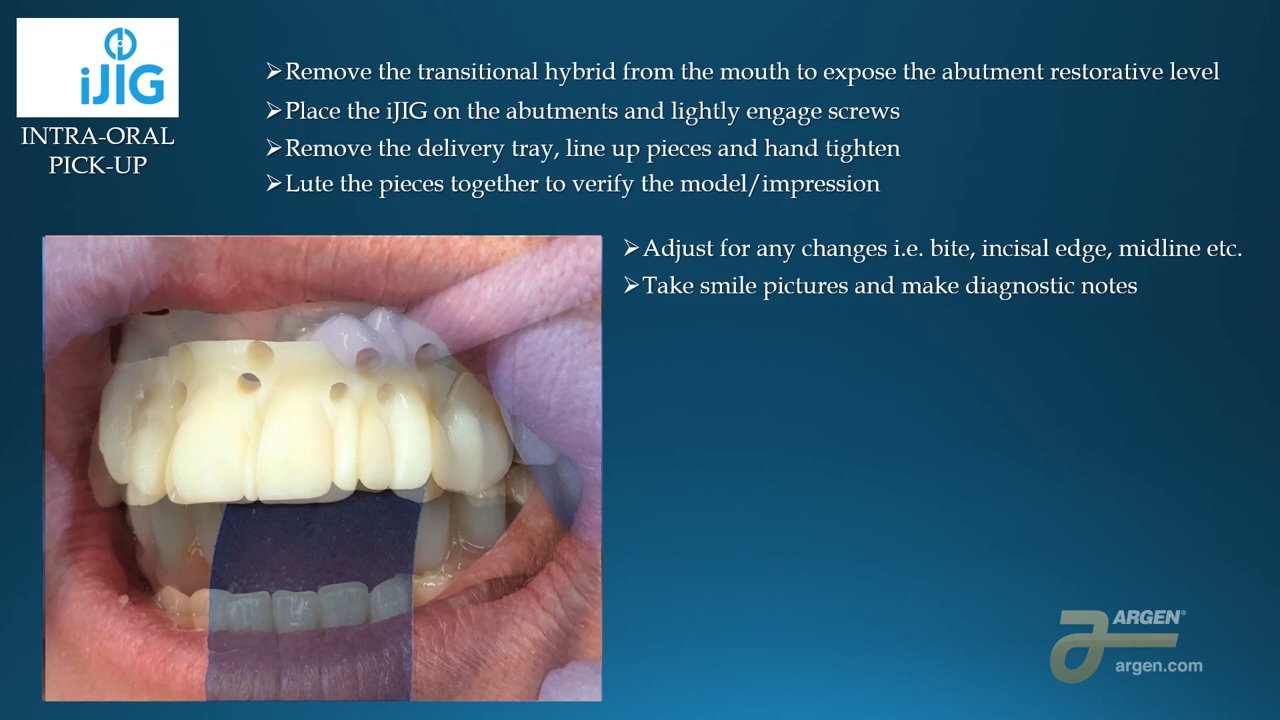 iJIG
INTRA-ORAL
PICK-UP
➢Remove the transitional hybrid from the mouth to expose the abutment restorative level
➢Place the iJIG on the abutments and lightly engage screws
➢Remove the delivery tray, line up pieces and hand tighten
➢Lute the pieces together to verify the model/impression
➢Adjust for any changes i.e. bite, incisal edge, midline etc.
➢Take smile pictures and make diagnostic notes
ARGEN®
argen.com